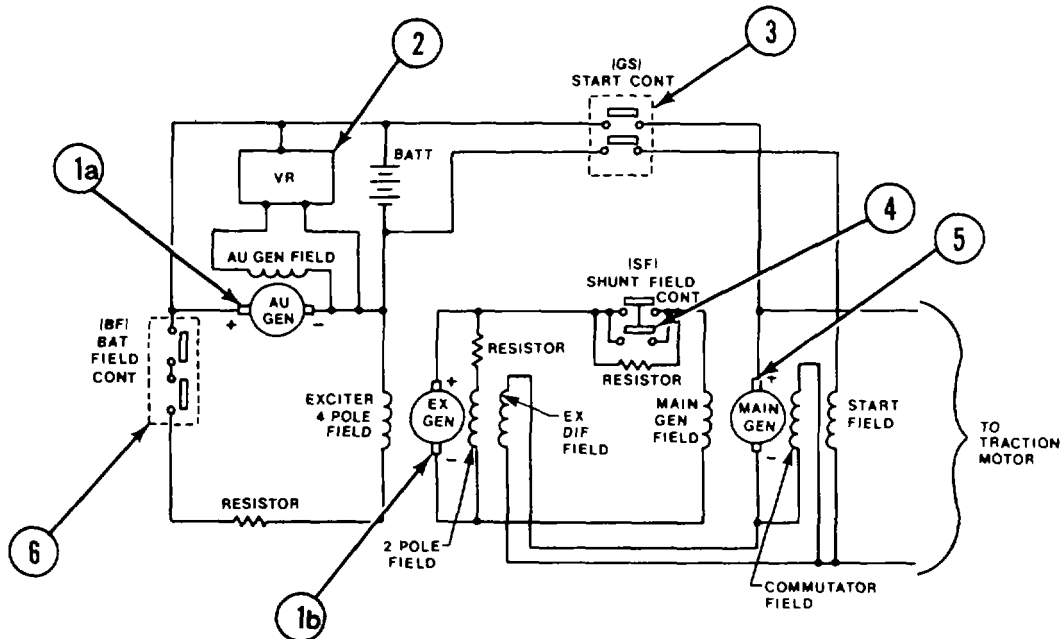 2
3
(GS)
START CONT
1a
VR
BATT
4
5
AU GEN FIELD
(SF)
SHUNT FIELD
CONT
AU
GEN
+
-
(BF)
BAT
FIELD
CONT
RESISTOR
RESISTOR
EXCITER
4 POLE
FIELD
+
EX
GEN
-
EX
DIF
FIELD
MAIN
GEN
FIELD
+
MAIN
GEN
-
START
FIELD
TO
TRACTION
MOTOR
RESISTOR
6
2 POLE
FIELD
1b
COMMUTATOR
FIELD